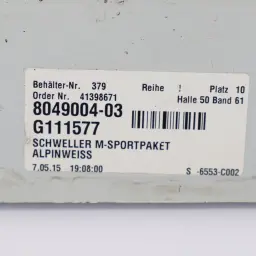 Behälter-Nr. 379 Reihe ! Platz 10
Order Nr. 41398671 Halle 50 Band 61
8049004-03
G111577
SCHWELLER M-SPORTPAKET
ALPINWEISS
7.05.15 19:08:00 S -6553-C002